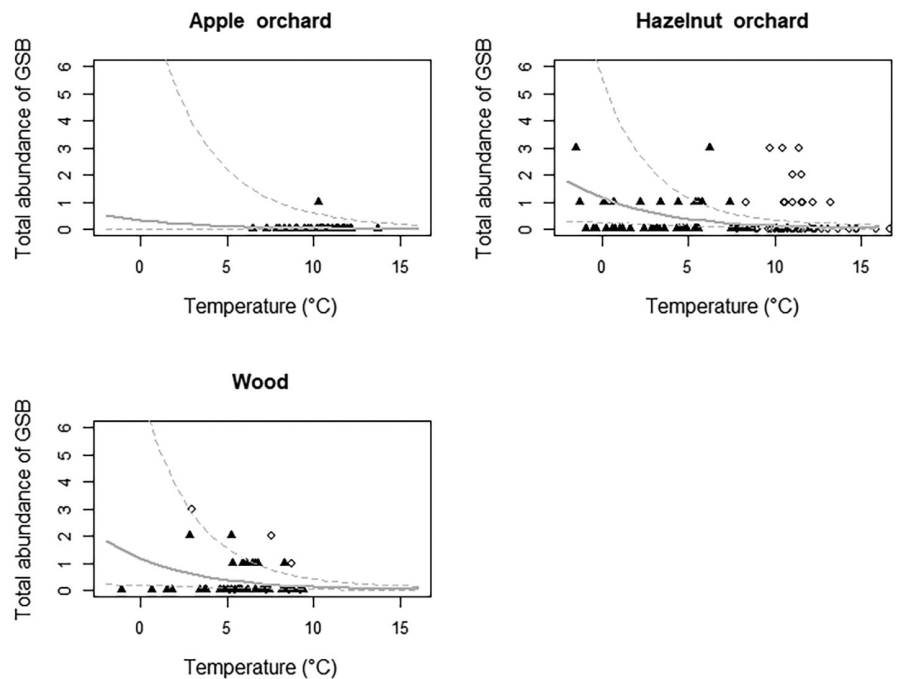 Apple orchard
Total abundance of GSB
6
5
4
3
2
1
0
0 5 10 15
Temperature (°C)
Hazelnut orchard
Total abundance of GSB
6
5
4
3
2
1
0
0 5 10 15
Temperature (°C)
Wood
Total abundance of GSB
6
5
4
3
2
1
0
0 5 10 15
Temperature (°C)